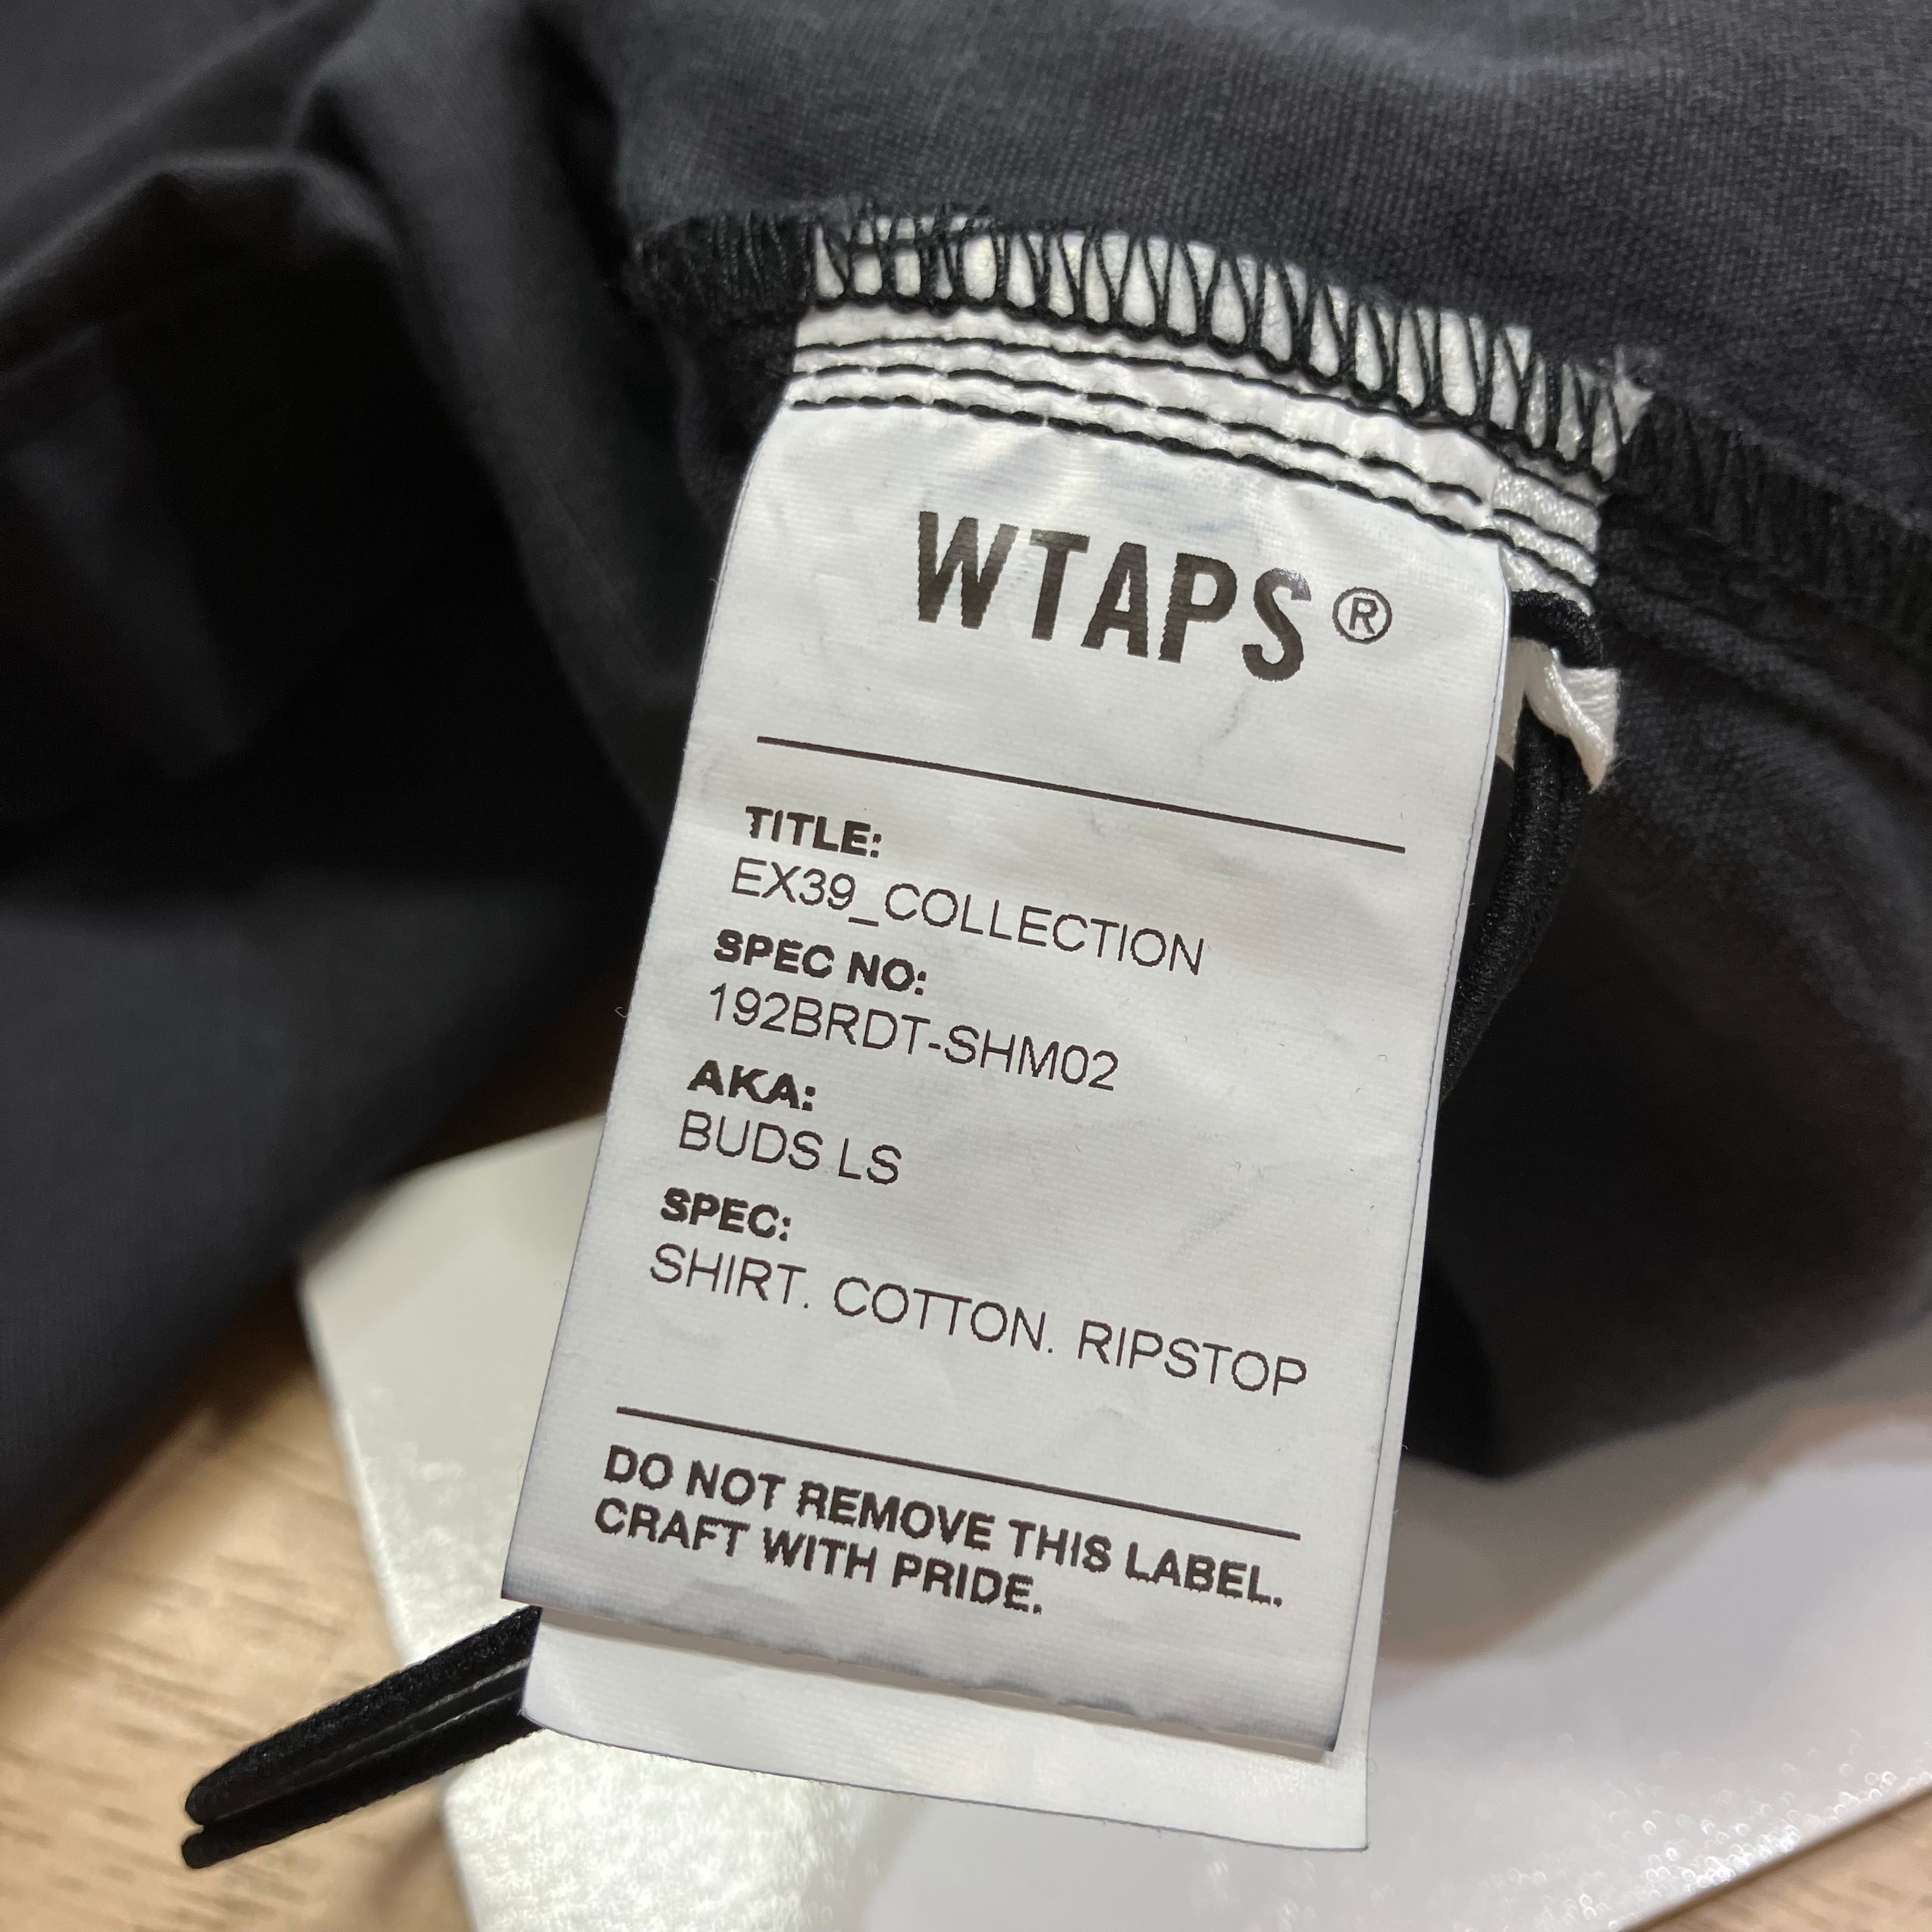 WTAPS®
TITLE:
EX39_COLLECTION
SPEC NO:
192BRDT-SHM02
AKA:
BUDS LS
SPEC:
SHIRT. COTTON. RIPSTOP
DO NOT REMOVE THIS LABEL.
CRAFT WITH PRIDE.